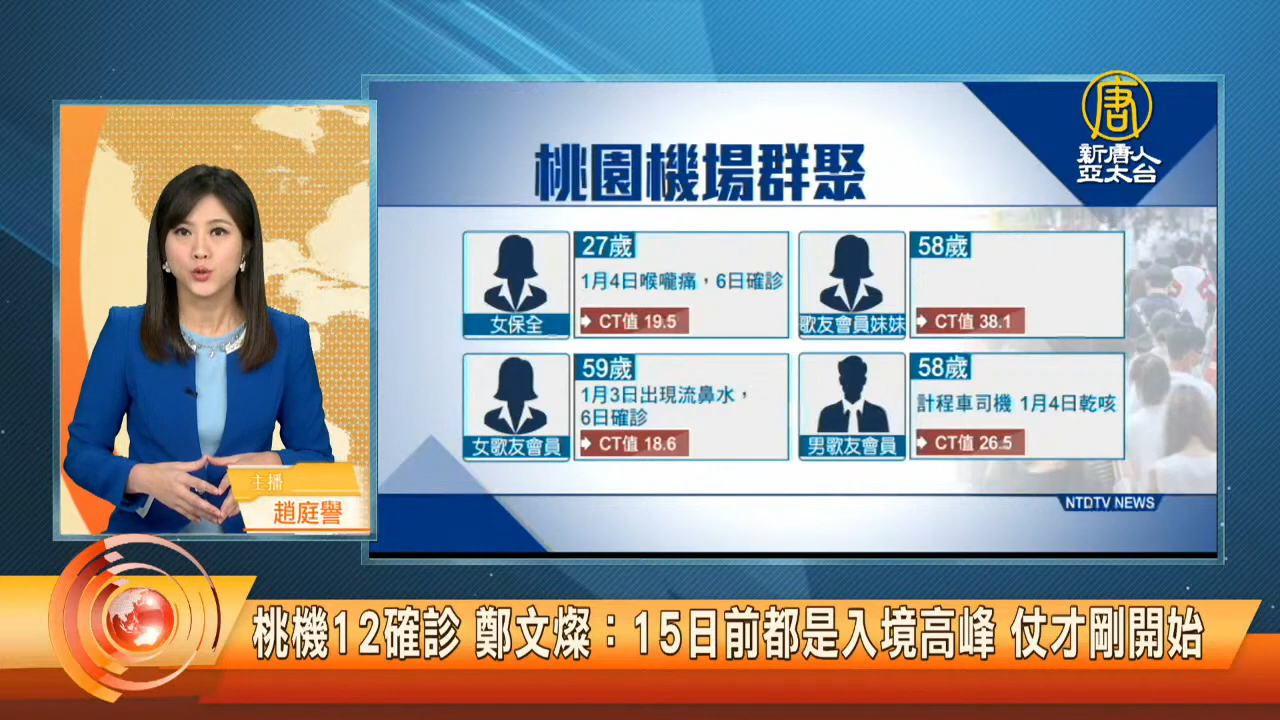 唐
新唐人
亞太台
桃園機場群聚
27歲
1月4日喉嚨痛，6日確診
CT值 19.5
女保全
58歲
CT值 38.1
歌友會員妹妹
59歲
1月3日出現流鼻水，
6日確診
CT值 18.6
女歌友會員
58歲
計程車司機 1月4日乾咳
CT值 26.5
男歌友會員
NTDTV NEWS
主播
趙庭譽
桃機12確診 鄭文燦：15日前都是入境高峰 仗才剛開始